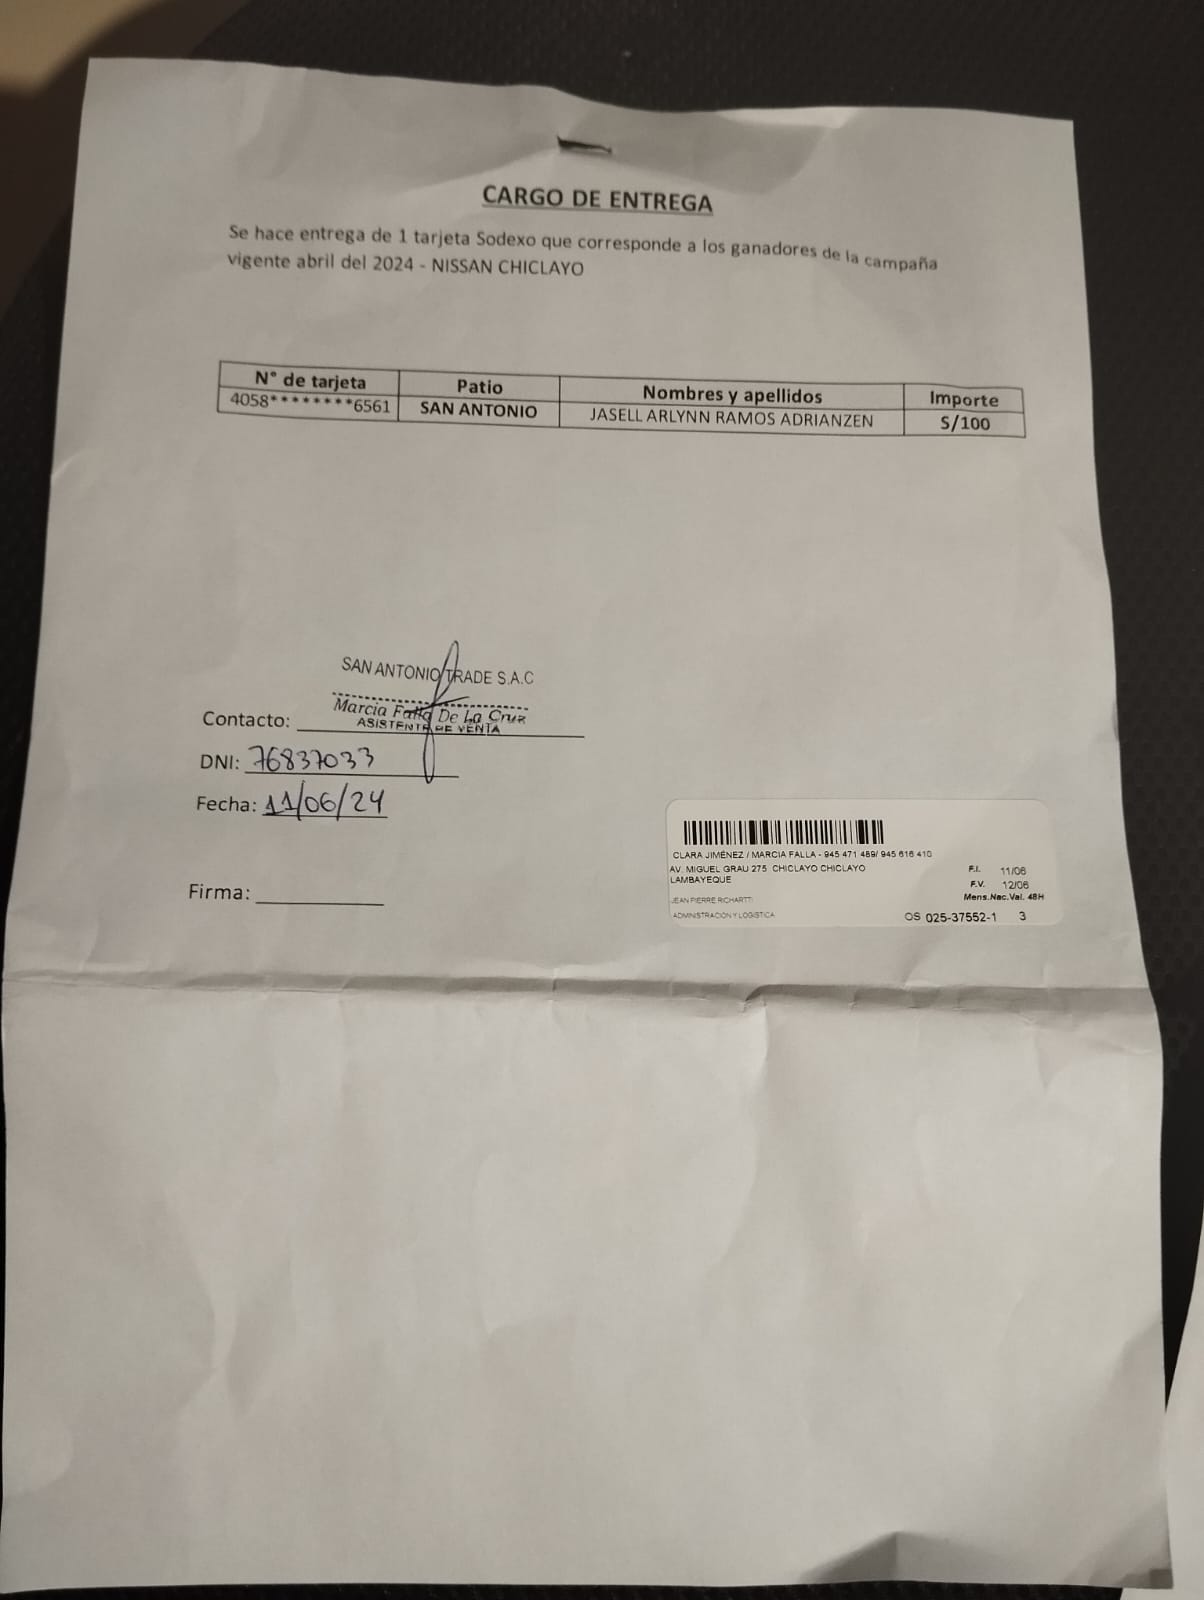 CARGO DE ENTREGA
Se hace entrega de 1 tarjeta Sodexo que corresponde a los ganadores de la campaña
vigente abril del 2024 - NISSAN CHICLAYO
N° de tarjeta Patio Nombres y apellidos Importe
4058********6561 SAN ANTONIO JASELL ARLYNN RAMOS ADRIANZEN S/100
SAN ANTONIO TRADE S.A.C
Marcia Falla De La Cruz
ASISTENTE DE VENTA
Contacto:
DNI: 76837033
Fecha: 11/06/24
Firma:
CLARA JIMÉNEZ / MARCIA FALLA - 945 471 489/ 945 616 410
AV. MIGUEL GRAU 275 CHICLAYO CHICLAYO
LAMBAYEQUE
F.I. 11/06
F.V. 12/06
Mens.Nac.Val. 48H
JEAN PIERRE RICHARTTI
ADMINISTRACION Y LOGISTICA
OS 025-37552-1 3